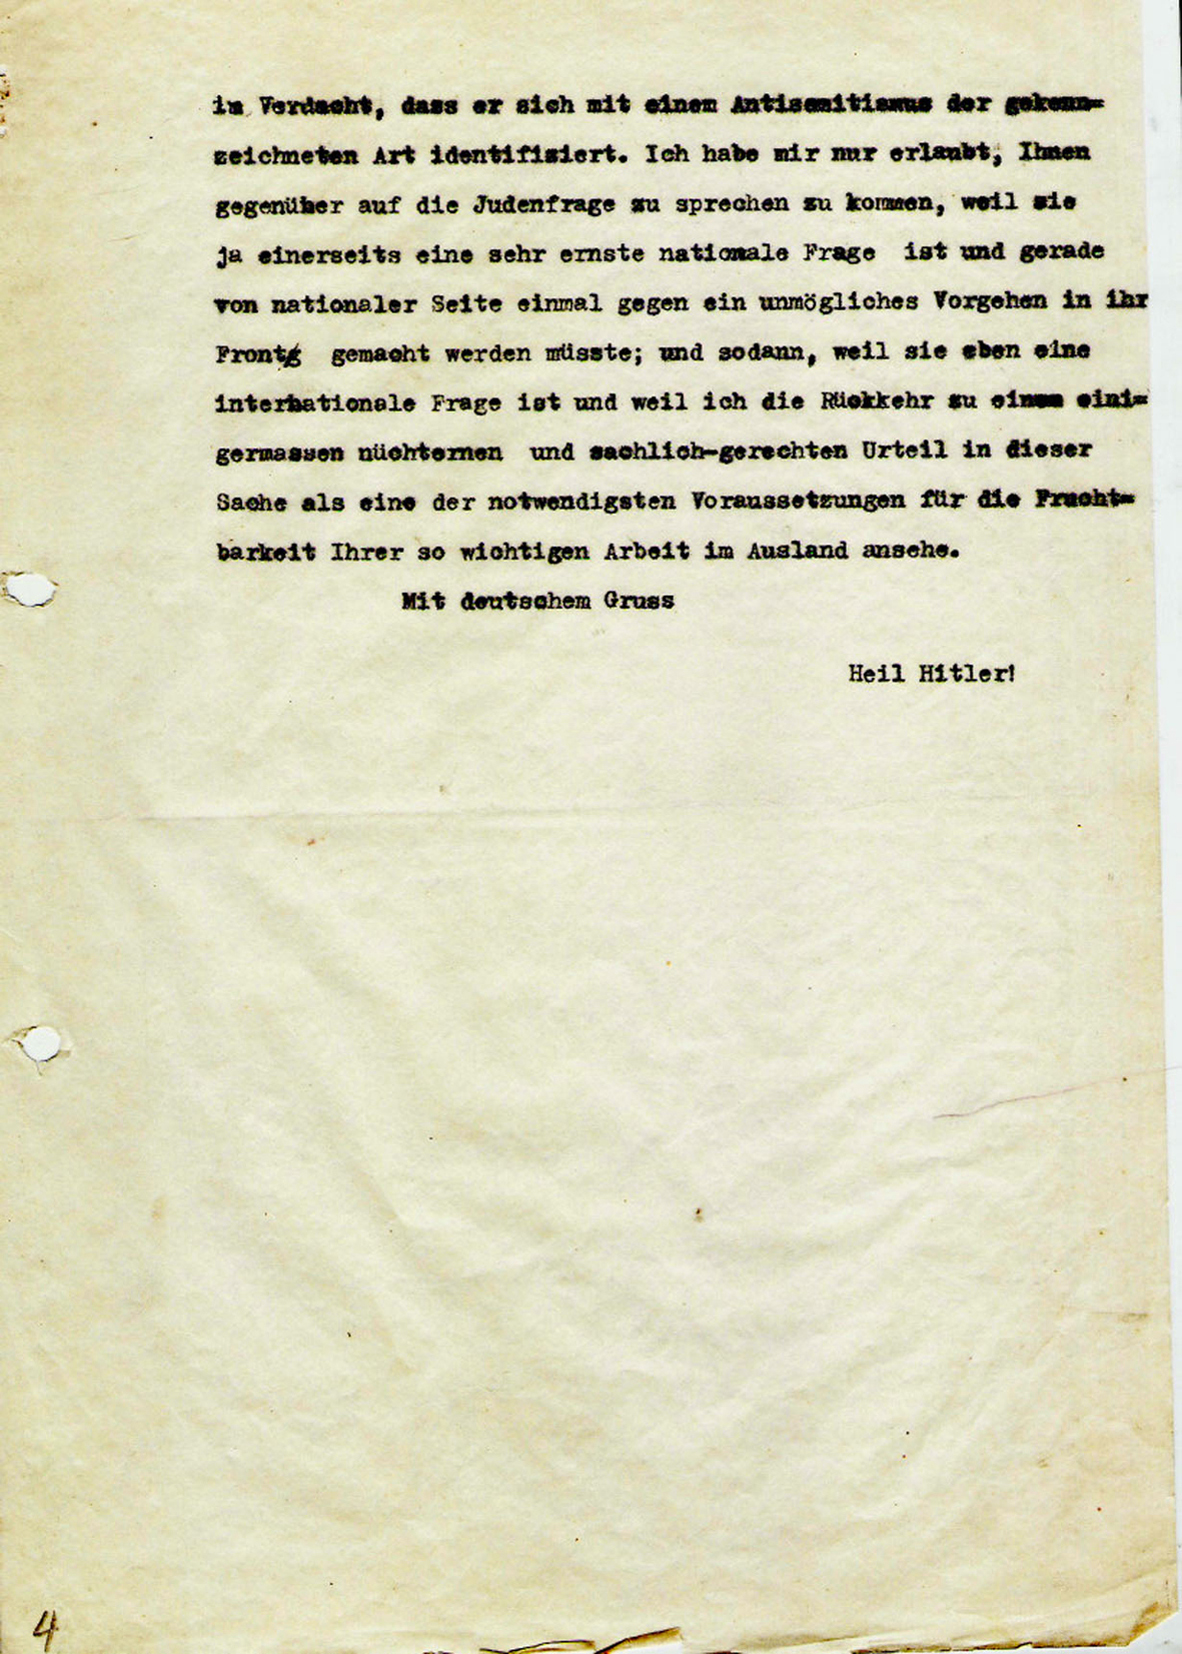 im Verdacht, dass er sich mit einem Antisemitismus der gekenn=
zeichneten Art identifiziert. Ich habe mir nur erlaubt, Ihnen
gegenüber auf die Judenfrage zu sprechen zu kommen, weil sie
ja einerseits eine sehr ernste nationale Frage ist und gerade
von nationaler Seite einmal gegen ein unmögliches Vorgehen in ihr
Front gemacht werden müsste; und sodann, weil sie eben eine
internationale Frage ist und weil ich die Rückkehr zu einem eini=
germassen nüchternen und sachlich-gerechten Urteil in dieser
Sache als eine der notwendigsten Voraussetzungen für die Frucht=
barkeit Ihrer so wichtigen Arbeit im Ausland ansehe.
Mit deutschem Gruss
Heil Hitler!
4